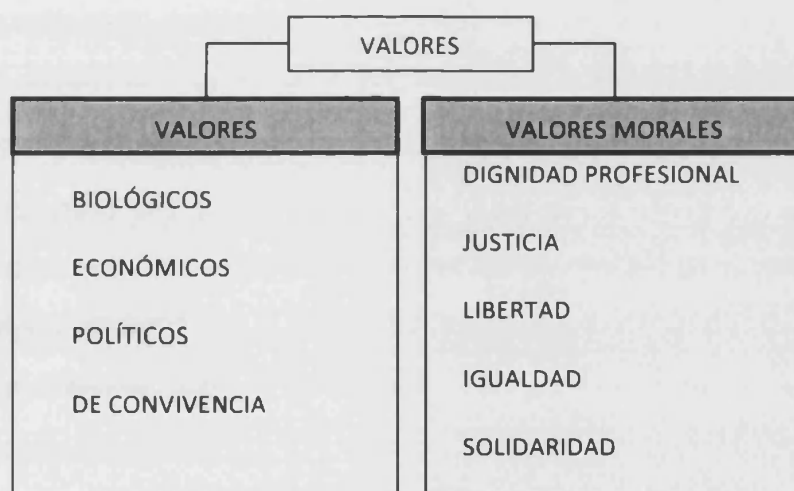 VALORES
VALORES
BIOLÓGICOS
ECONÓMICOS
POLÍTICOS
DE CONVIVENCIA
VALORES MORALES
DIGNIDAD PROFESIONAL
JUSTICIA
LIBERTAD
IGUALDAD
SOLIDARIDAD